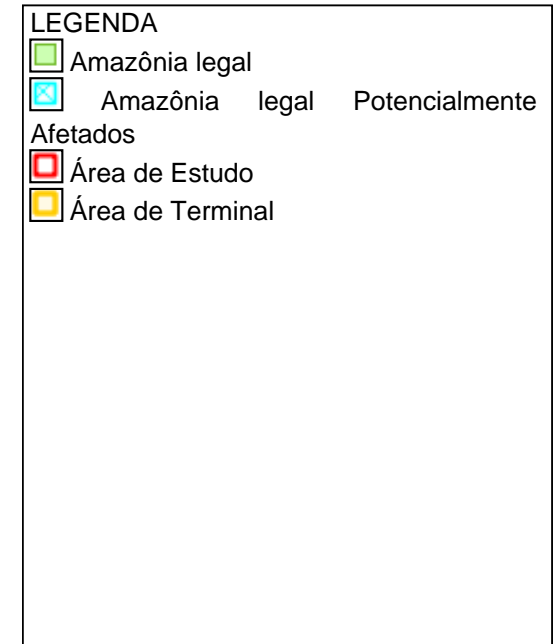 LEGENDA
Amazônia legal
Amazônia legal Potencialmente
Afetados
Área de Estudo
Área de Terminal